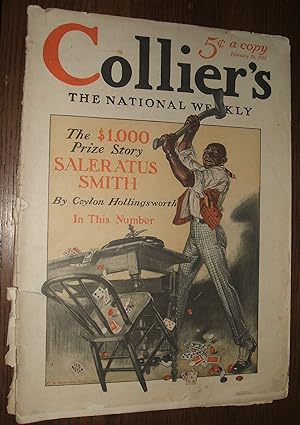 5¢ a copy
Collier's
THE NATIONAL WEEKLY
The $1,000
Prize Story
SALERATUS
SMITH
By Ceylon Hollingsworth
In This Number